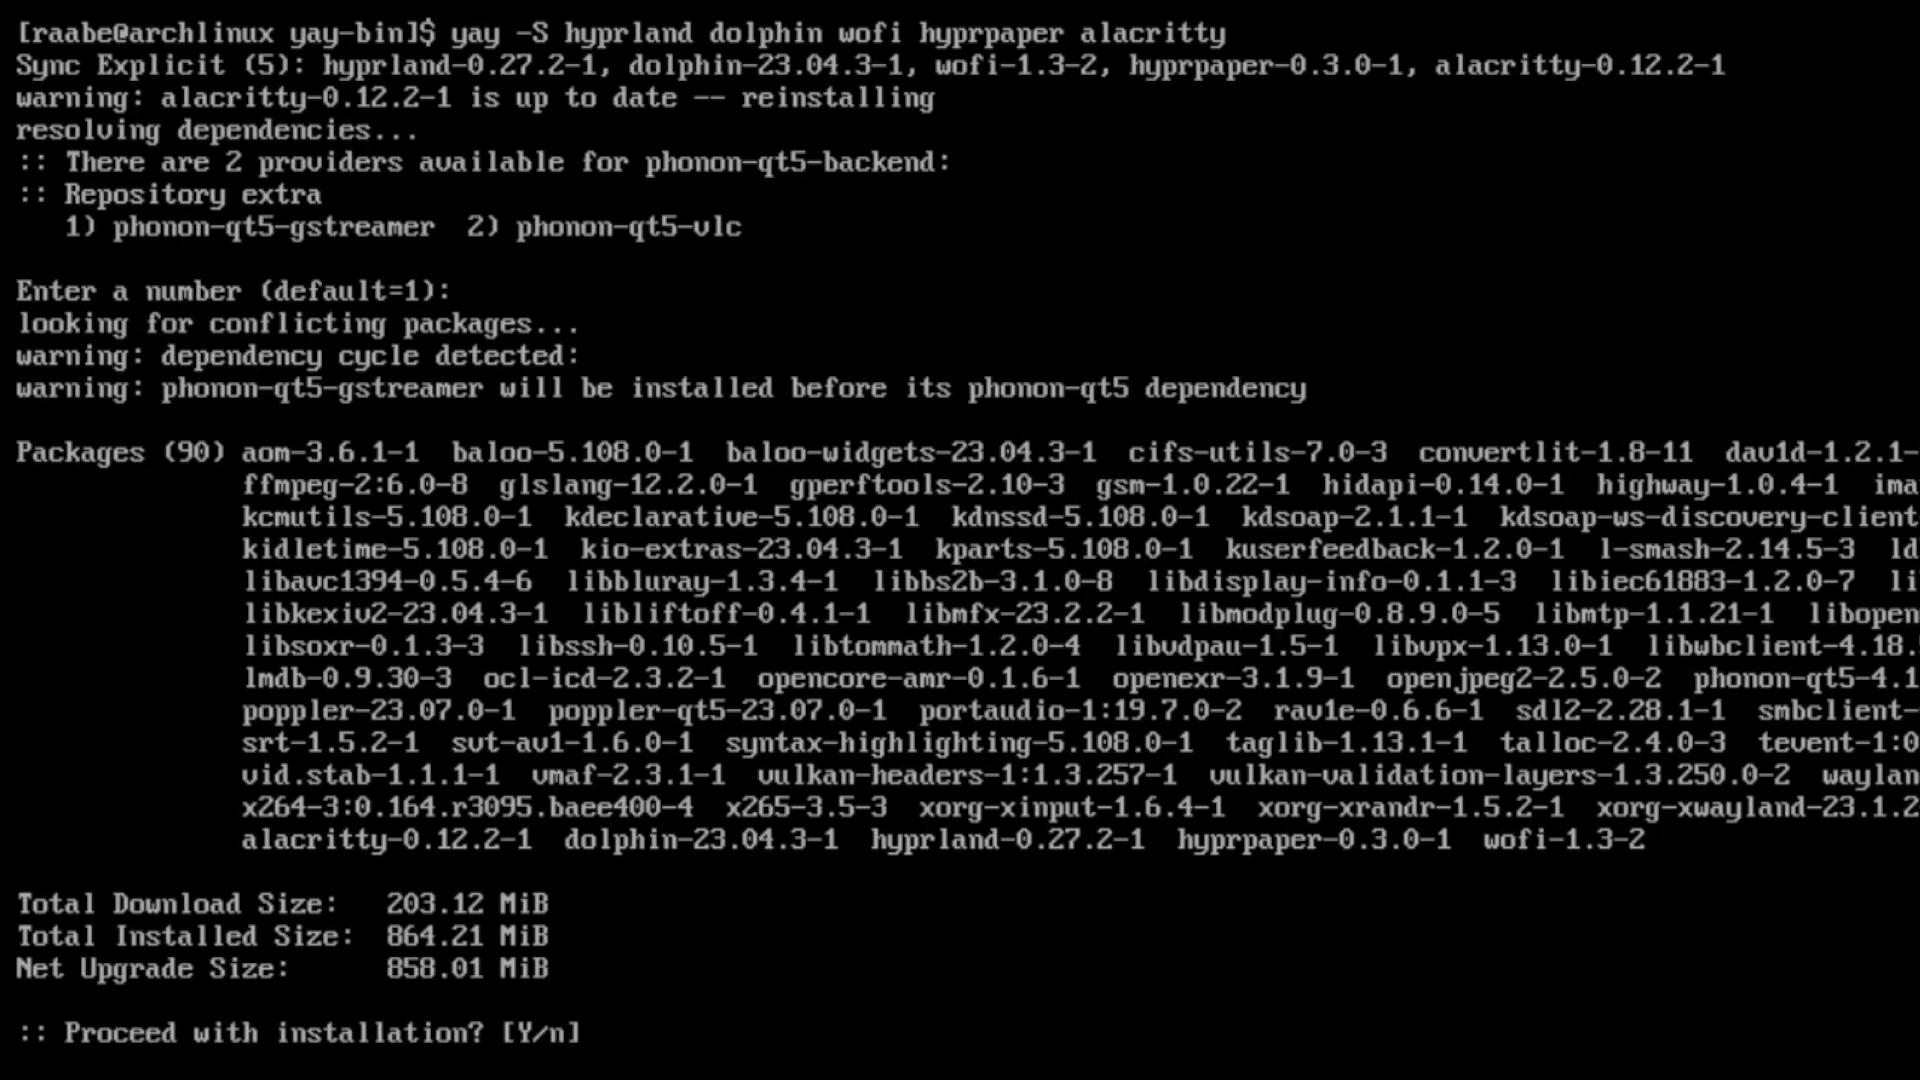 [raabe@archlinux yay-bin]$ yay -S hyprland dolphin wofi hyprpaper alacritty
Sync Explicit (5): hyprland-0.27.2-1, dolphin-23.04.3-1, wofi-1.3-2, hyprpaper-0.3.0-1, alacritty-0.12.2-1
warning: alacritty-0.12.2-1 is up to date -- reinstalling
resolving dependencies...
:: There are 2 providers available for phonon-qt5-backend:
:: Repository extra
   1) phonon-qt5-gstreamer  2) phonon-qt5-vlc
Enter a number (default=1):
looking for conflicting packages...
warning: dependency cycle detected:
warning: phonon-qt5-gstreamer will be installed before its phonon-qt5 dependency
Packages (90) aom-3.6.1-1  baloo-5.108.0-1  baloo-widgets-23.04.3-1  cifs-utils-7.0-3  convertlit-1.8-11  dav1d-1.2.1-
ffmpeg-2:6.0-8  glslang-12.2.0-1  gperftools-2.10-3  gsm-1.0.22-1  hidapi-0.14.0-1  highway-1.0.4-1  ima
kcmutils-5.108.0-1  kdeclarative-5.108.0-1  kdnssd-5.108.0-1  kdsoap-2.1.1-1  kdsoap-ws-discovery-client
kidletime-5.108.0-1  kio-extras-23.04.3-1  kparts-5.108.0-1  kuserfeedback-1.2.0-1  l-smash-2.14.5-3  ld
libavc1394-0.5.4-6  libbluray-1.3.4-1  libbs2b-3.1.0-8  libdisplay-info-0.1.1-3  libiec61883-1.2.0-7  li
libkexiv2-23.04.3-1  libliftoff-0.4.1-1  libmfx-23.2.2-1  libmodplug-0.8.9.0-5  libmtp-1.1.21-1  libopen
libsoxr-0.1.3-3  libssh-0.10.5-1  libtommath-1.2.0-4  libvdpau-1.5-1  libvpx-1.13.0-1  libwbclient-4.18.
lmdb-0.9.30-3  ocl-icd-2.3.2-1  opencore-amr-0.1.6-1  openexr-3.1.9-1  openjpeg2-2.5.0-2  phonon-qt5-4.1
poppler-23.07.0-1  poppler-qt5-23.07.0-1  portaudio-1:19.7.0-2  rav1e-0.6.6-1  sdl2-2.28.1-1  smbclient-
srt-1.5.2-1  svt-av1-1.6.0-1  syntax-highlighting-5.108.0-1  taglib-1.13.1-1  talloc-2.4.0-3  tevent-1:0
vid.stab-1.1.1-1  vmaf-2.3.1-1  vulkan-headers-1:1.3.257-1  vulkan-validation-layers-1.3.250.0-2  waylan
x264-3:0.164.r3095.baee400-4  x265-3.5-3  xorg-xinput-1.6.4-1  xorg-xrandr-1.5.2-1  xorg-xwayland-23.1.2
alacritty-0.12.2-1  dolphin-23.04.3-1  hyprland-0.27.2-1  hyprpaper-0.3.0-1  wofi-1.3-2
Total Download Size:   203.12 MiB
Total Installed Size:  864.21 MiB
Net Upgrade Size:      858.01 MiB
:: Proceed with installation? [Y/n]